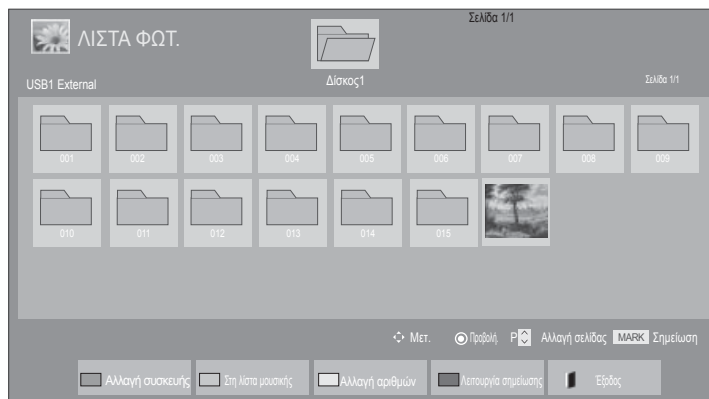 Σελίδα 1/1
ΛΙΣΤΑ ΦΩΤ.
Δίσκος1
USB1 External
Σελίδα 1/1
001 002 003 004 005 006 007 008 009
010 011 012 013 014 015
Μετ. Προβολή P Αλλαγή σελίδας MARK Σημείωση
Αλλαγή συσκευής Στη λίστα μουσικής Αλλαγή αριθμών Λειτουργία σημείωσης Έξοδος